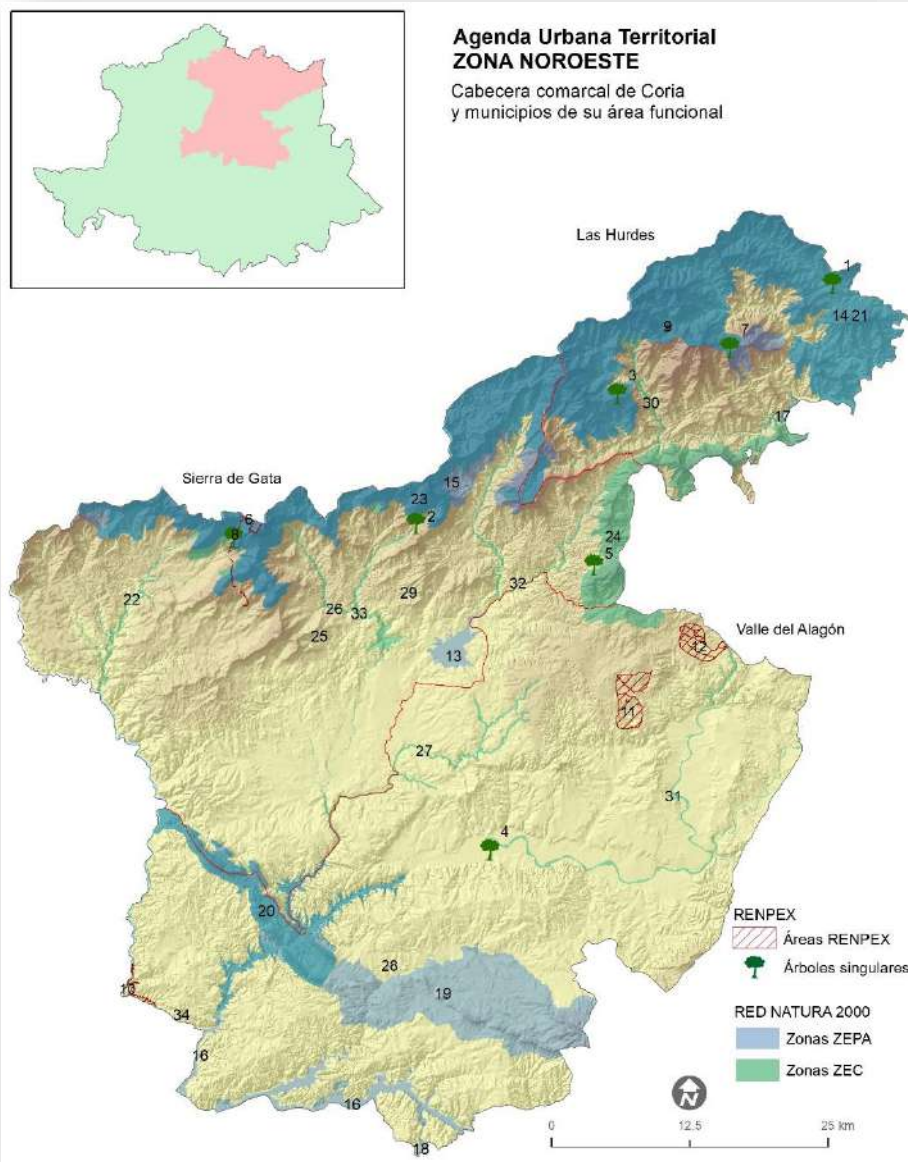 Agenda Urbana Territorial
ZONA NOROESTE
Cabecera comarcal de Coria
y municipios de su área funcional
Las Hurdes
1
14 21
9
7
3
30
17
Sierra de Gata
15
23
6
2
8
24
5
22
32
29
26
33
25
Valle del Alagón
12
13
11
27
31
4
20
RENPEX
Áreas RENPEX
28
Árboles singulares
10
19
34
RED NATURA 2000
Zonas ZEPA
16
Zonas ZEC
16
N
18
0 12.5 25 km